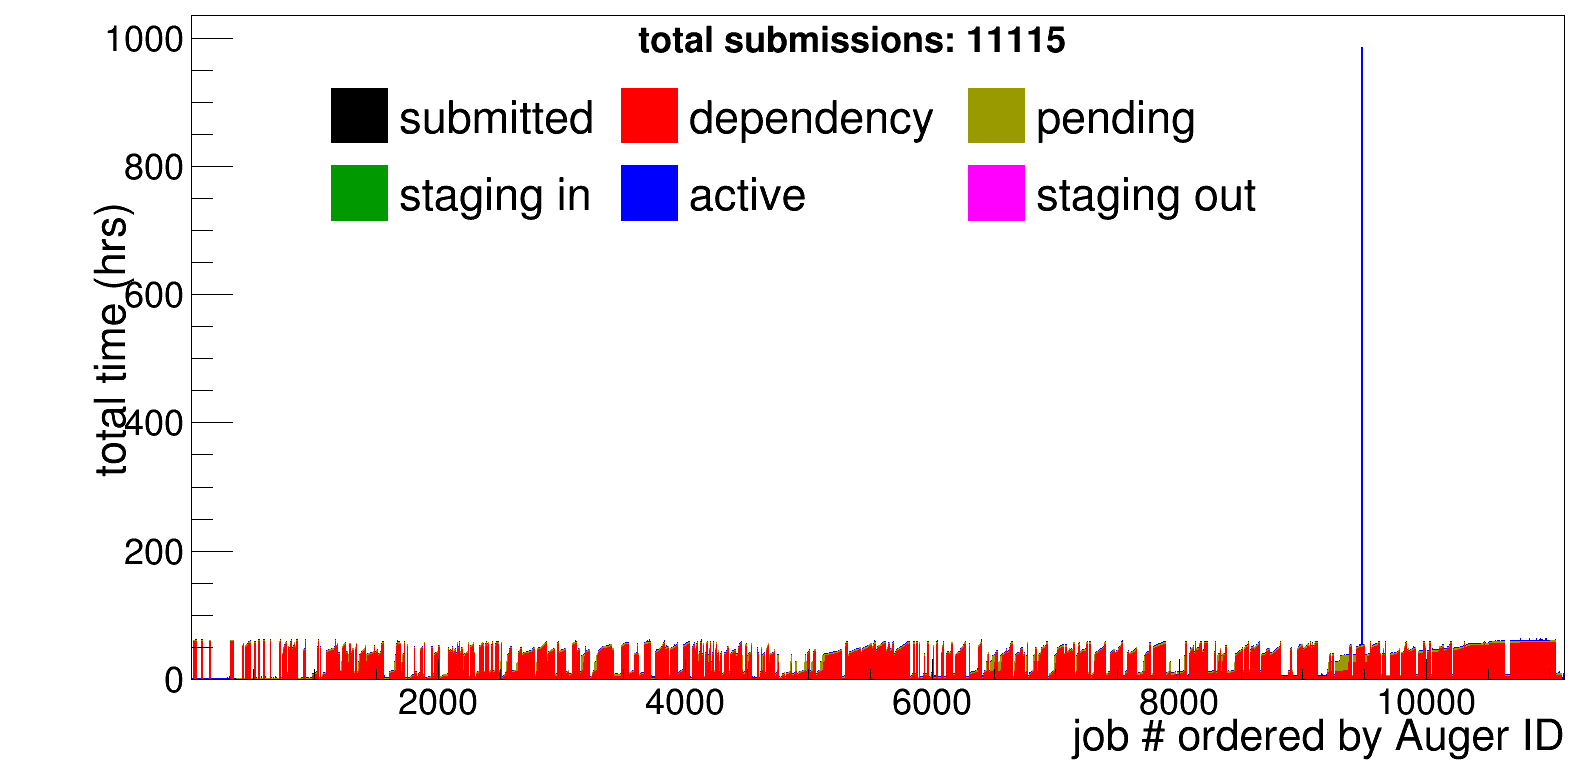 total submissions: 11115
submitted dependency pending
staging in active staging out
total time (hrs)
1000
800
600
400
200
0
2000 4000 6000 8000 10000
job # ordered by Auger ID